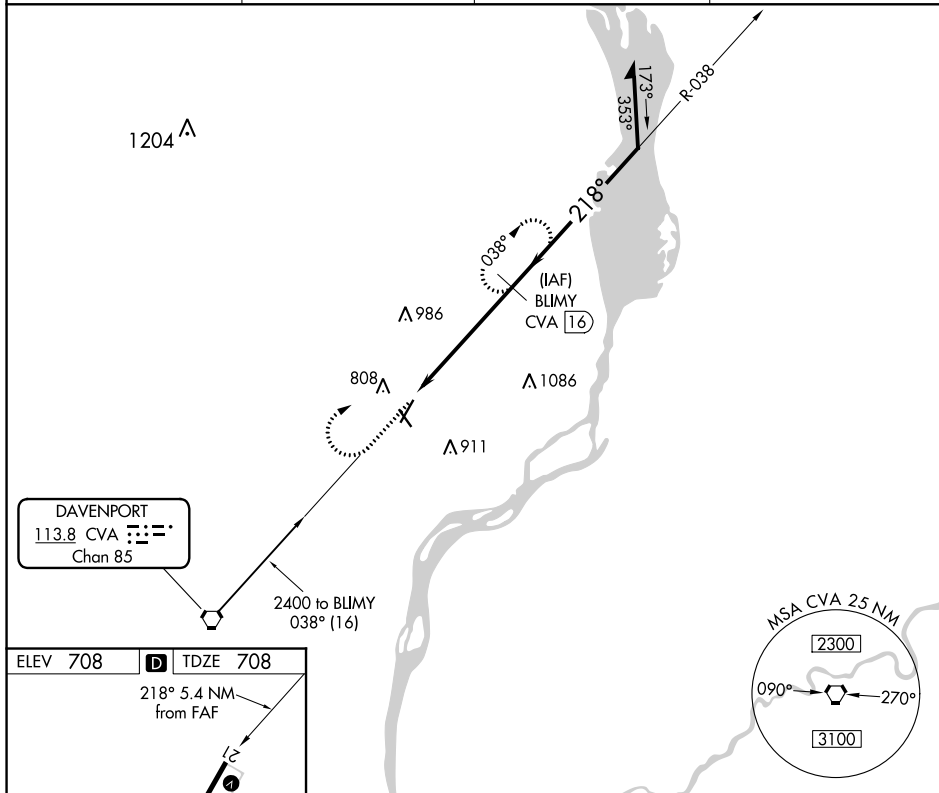 173°
353°
R-038
1204
218°
038°
(IAF)
BLIMY
CVA 16
986
808
1086
911
DAVENPORT
113.8 CVA
Chan 85
2400 to BLIMY
038° (16)
MSA CVA 25 NM
2300
090°
270°
3100
ELEV 708 D TDZE 708
218° 5.4 NM
from FAF
21
V